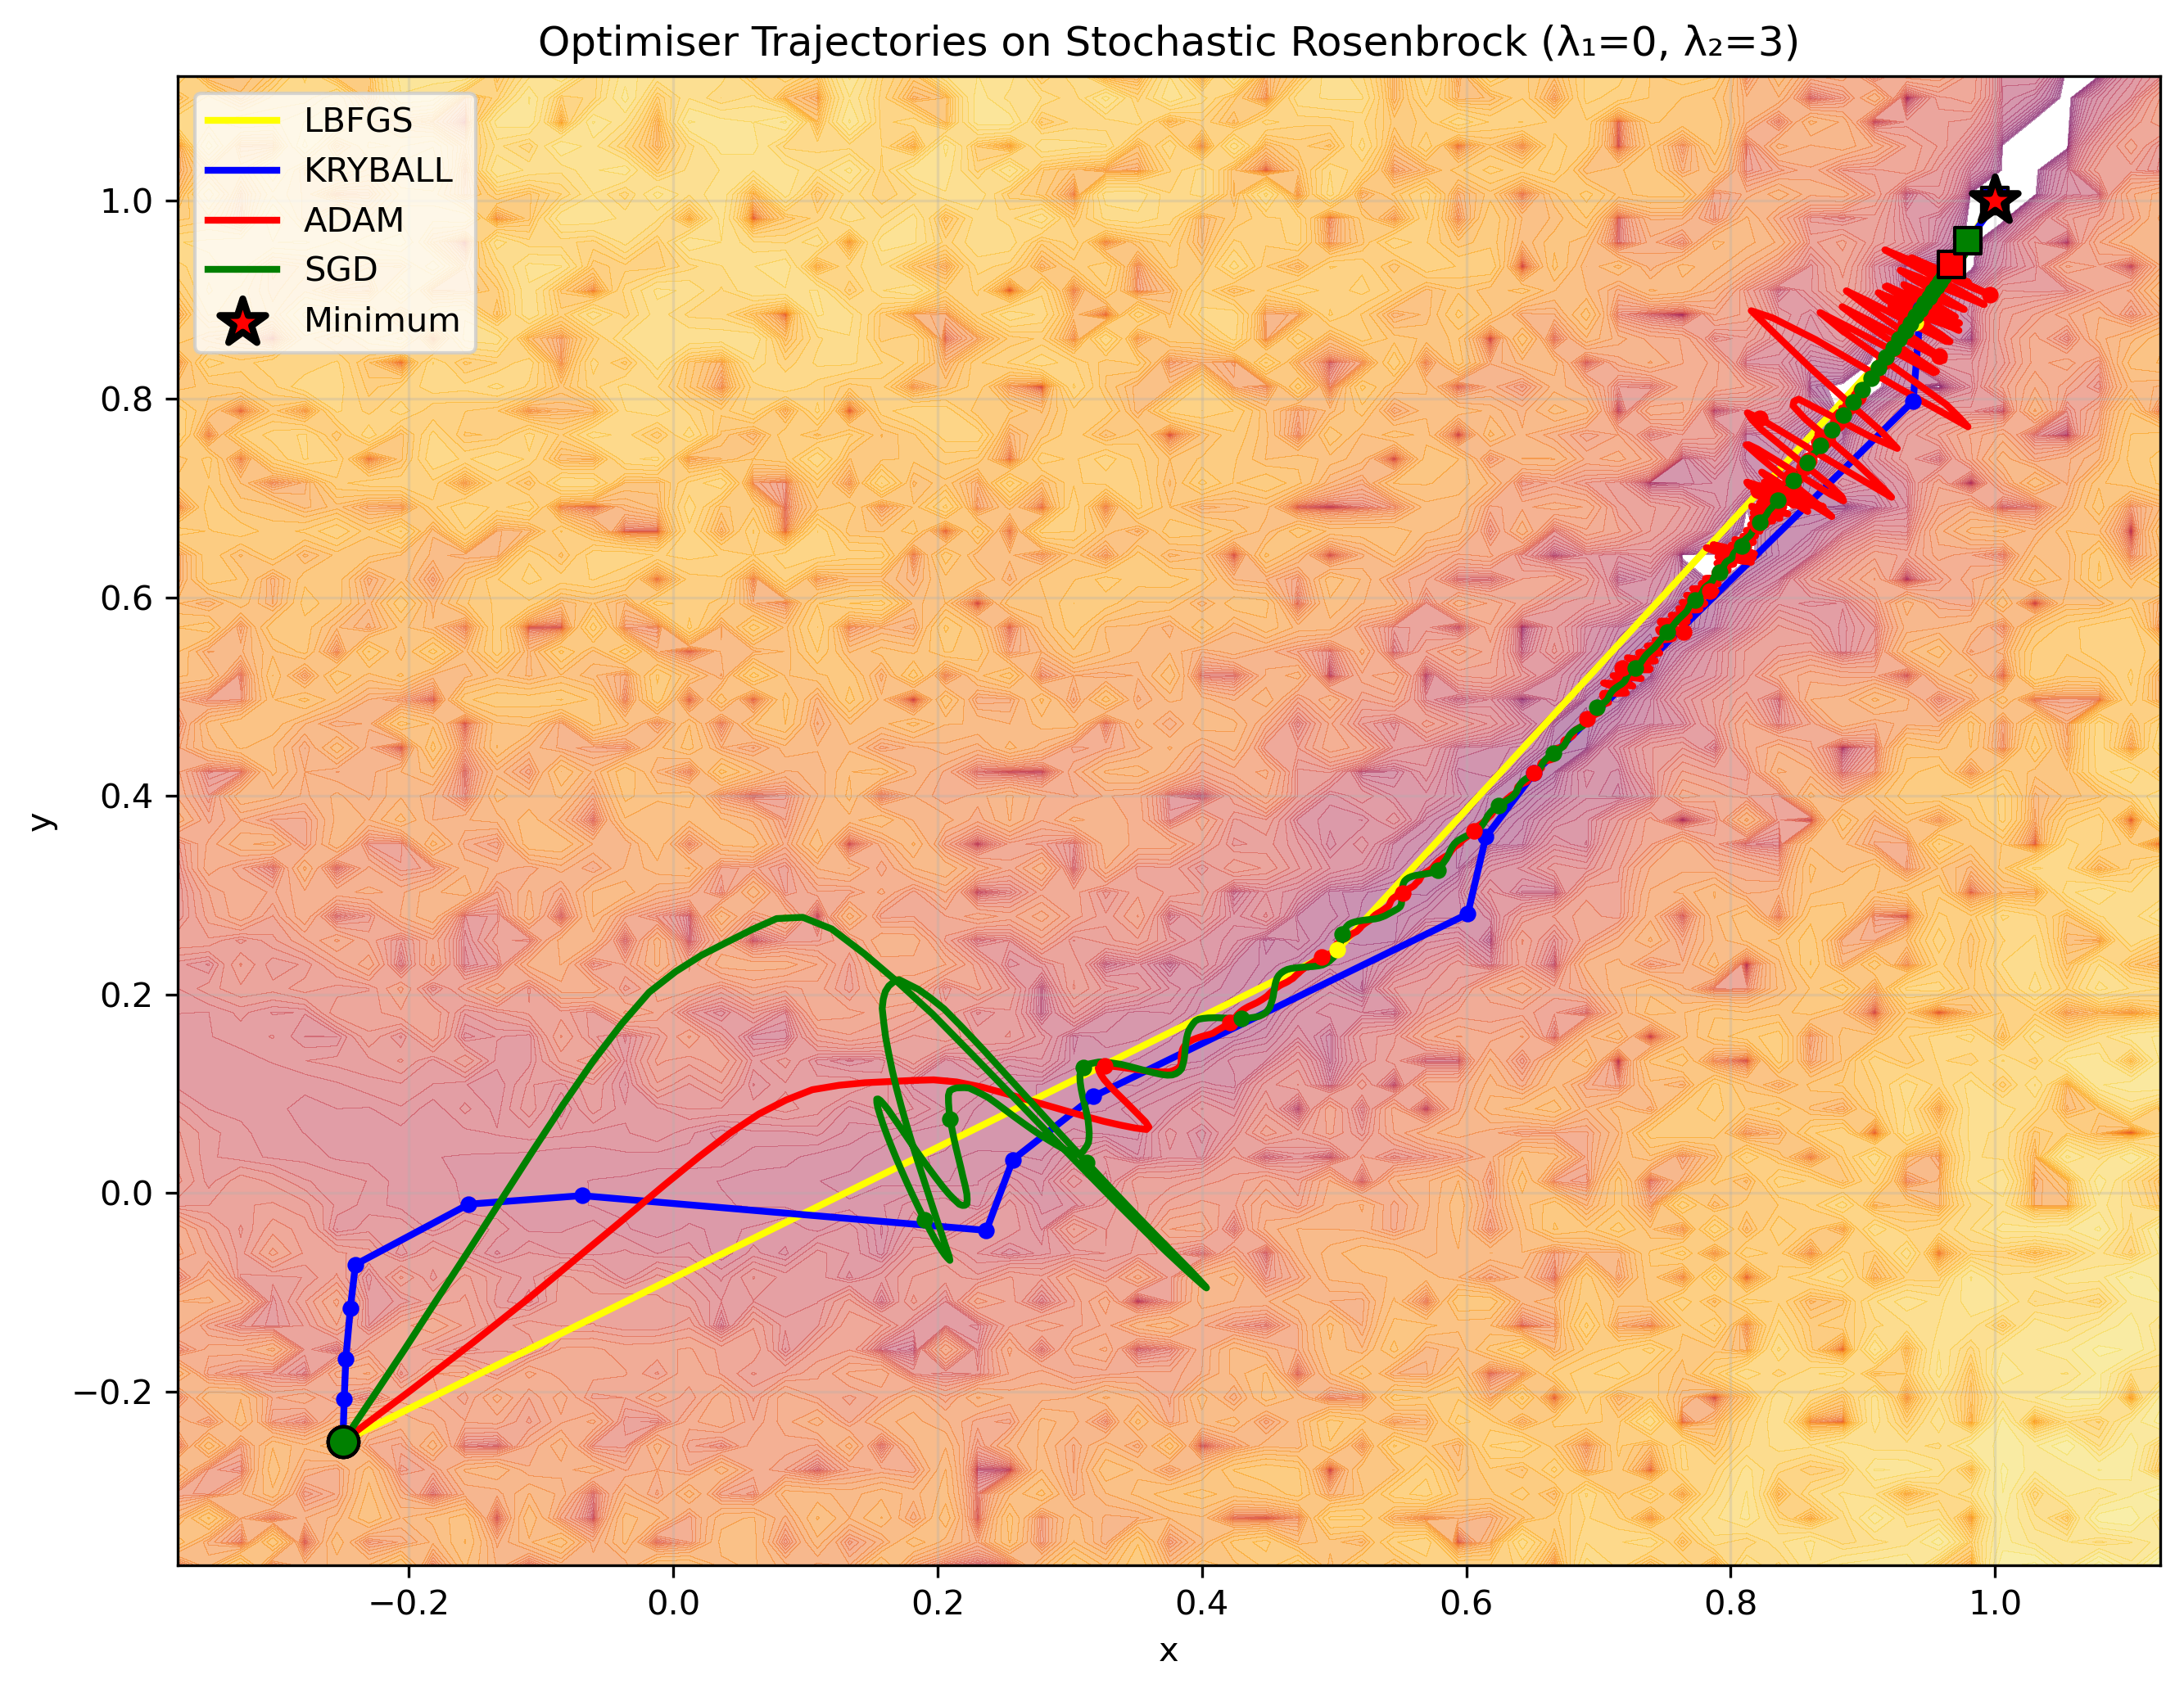 Optimiser Trajectories on Stochastic Rosenbrock (λ₁=0, λ₂=3)
LBFGS
KRYBALL
ADAM
SGD
Minimum
1.0
0.8
0.6
0.4
0.2
0.0
−0.2
y
−0.2
0.0
0.2
0.4
0.6
0.8
1.0
x